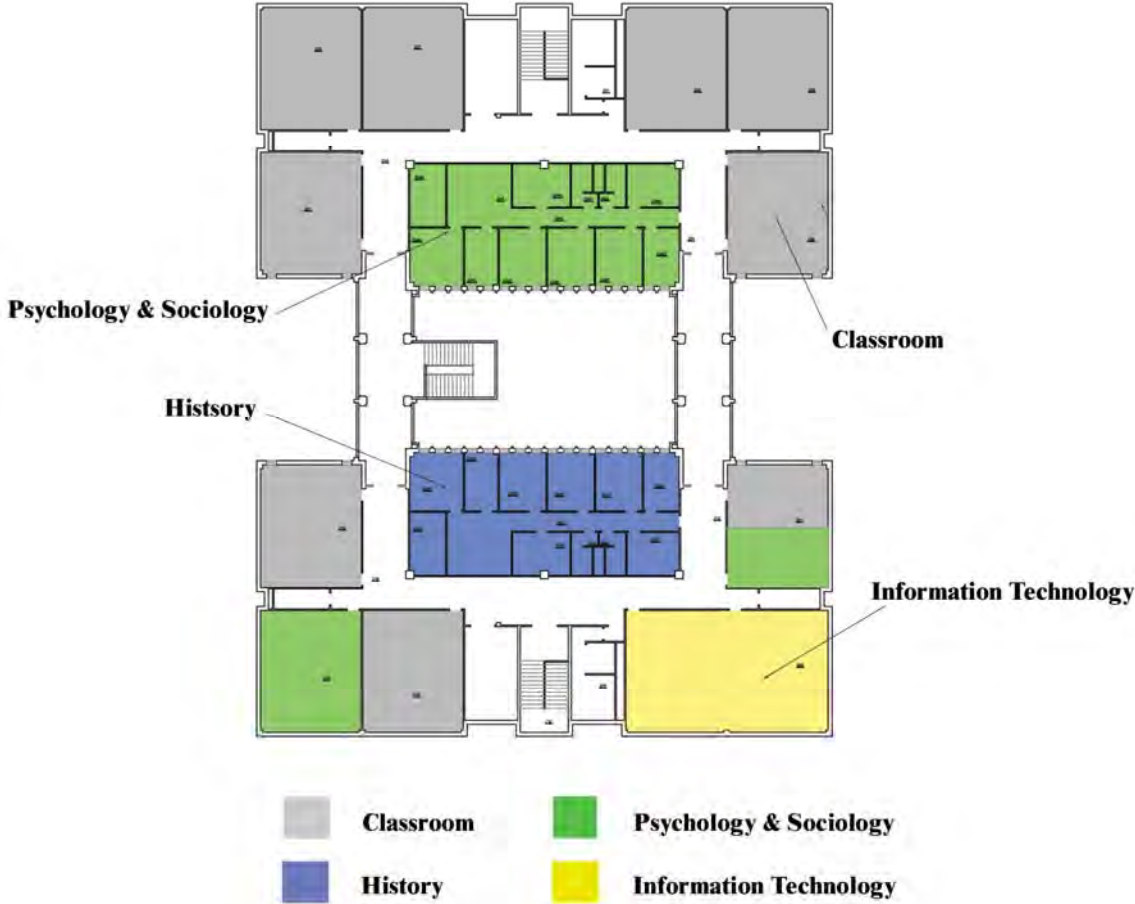 Psychology & Sociology
Classroom
Histsory
Information Technology
Classroom
Psychology & Sociology
History
Information Technology